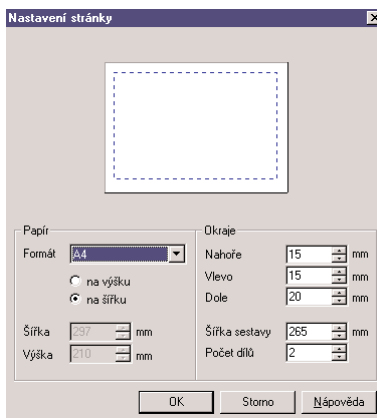 Nastavení stránky
Papír
Formát A4
na výšku
na šířku
Šířka 297 mm
Výška 210 mm
Okraje
Nahoře 15 mm
Vlevo 15 mm
Dole 20 mm
Šířka sestavy 265 mm
Počet dílů 2
OK Storno Nápověda